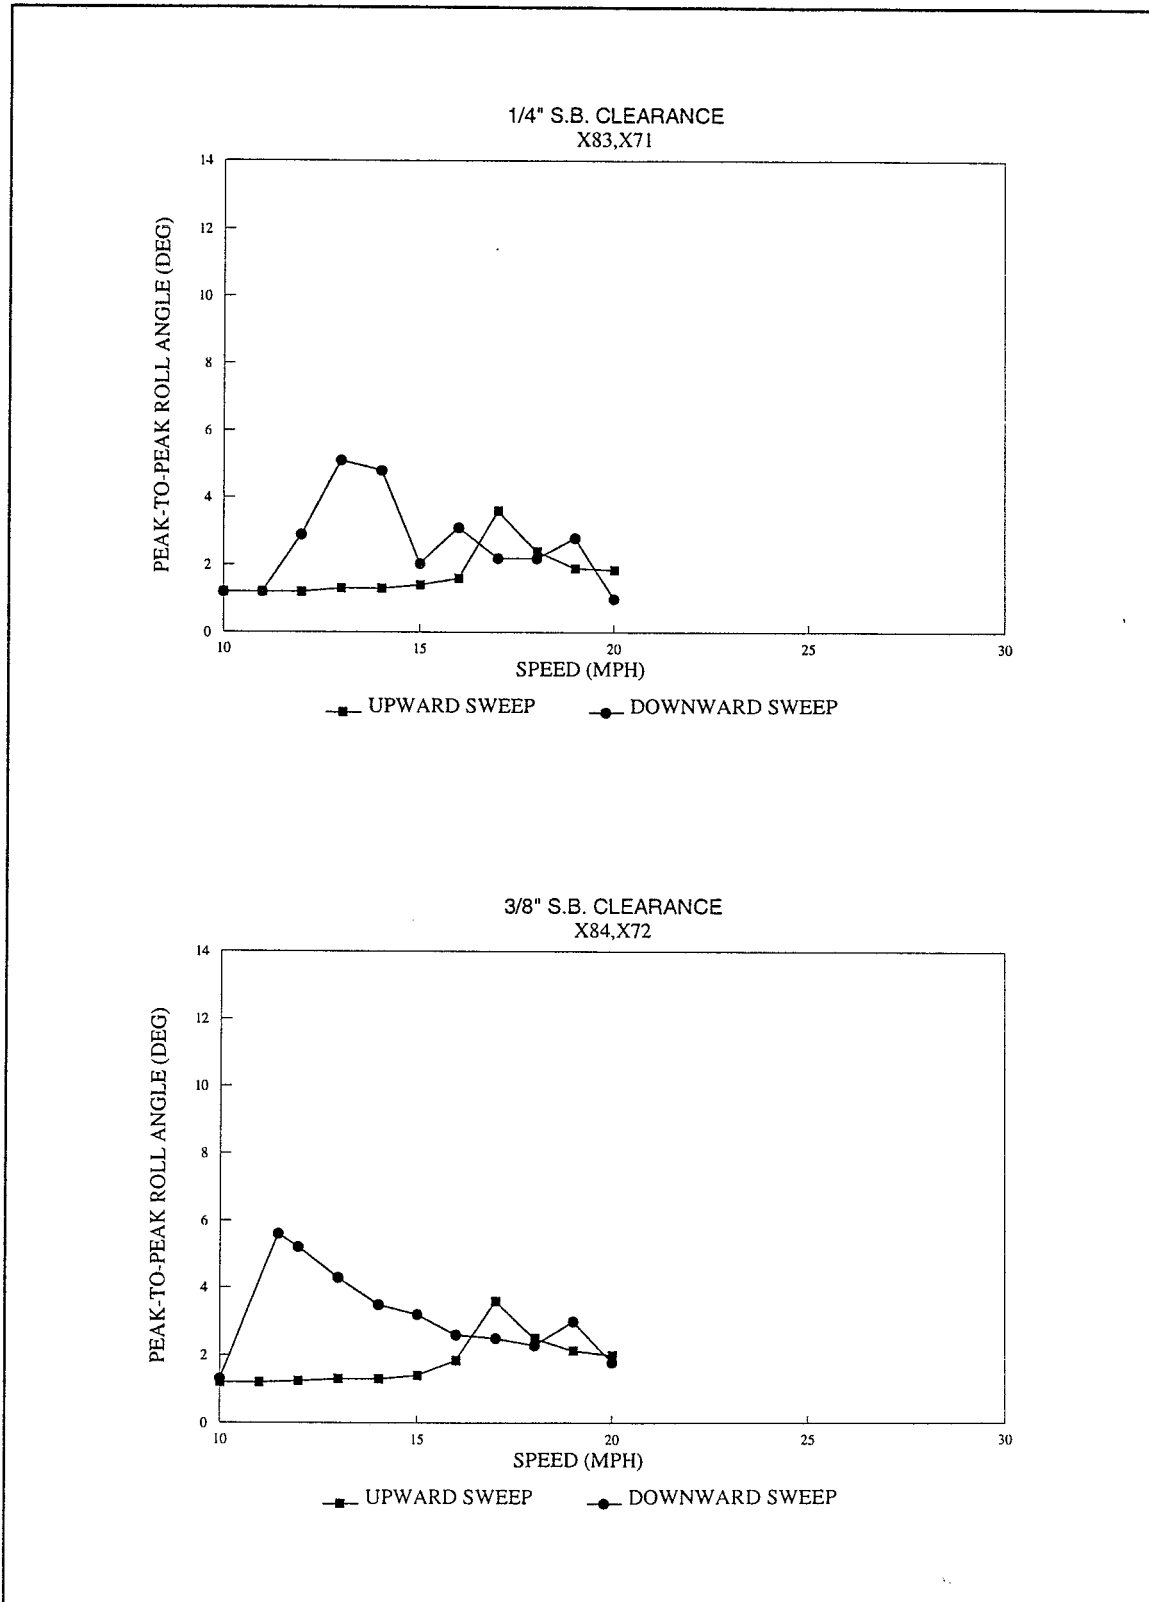 1/4" S.B. CLEARANCE
X83,X71
PEAK-TO-PEAK ROLL ANGLE (DEG)
14
12
10
8
6
4
2
0
10 15 20 25 30
SPEED (MPH)
UPWARD SWEEP DOWNWARD SWEEP
3/8" S.B. CLEARANCE
X84,X72
PEAK-TO-PEAK ROLL ANGLE (DEG)
14
12
10
8
6
4
2
0
10 15 20 25 30
SPEED (MPH)
UPWARD SWEEP DOWNWARD SWEEP